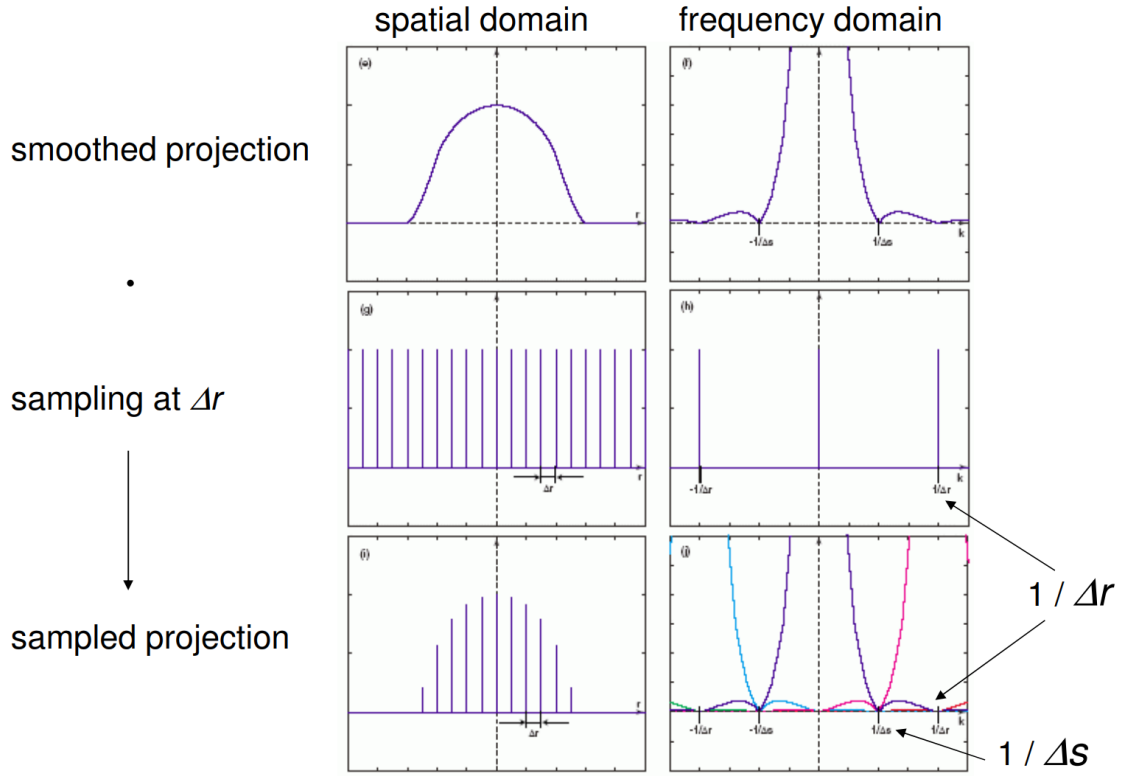 spatial domain
frequency domain
smoothed projection
(e)
r
(f)
-1/Δs
1/Δs
k
•
sampling at Δr
(g)
Δr
r
(h)
-1/Δr
1/Δr
k
sampled projection
(i)
Δr
r
(j)
-1/Δr
-1/Δs
1/Δs
1/Δr
k
1 / Δr
1 / Δs